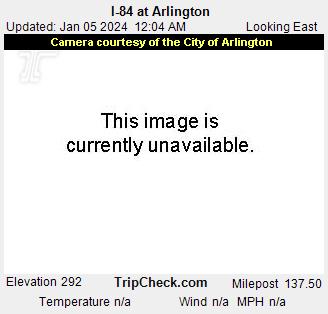 I-84 at Arlington
Updated: Jan 05 2024 12:04 AM Looking East
Camera courtesy of the City of Arlington
This image is
currently unavailable.
Elevation 292 TripCheck.com Milepost 137.50
Temperature n/a Wind n/a MPH n/a